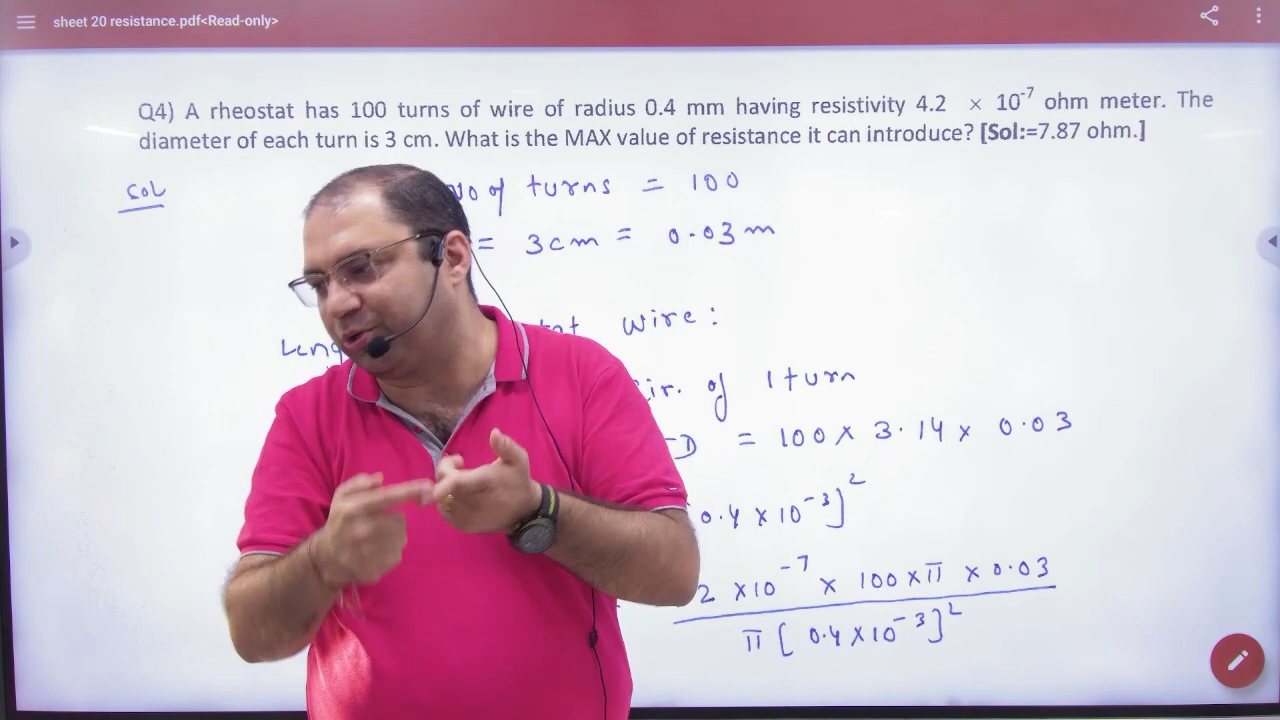 sheet 20 resistance.pdf<Read-only>
Q4) A rheostat has 100 turns of wire of radius 0.4 mm having resistivity 4.2 × 10⁻⁷ ohm meter. The
diameter of each turn is 3 cm. What is the MAX value of resistance it can introduce? [Sol:=7.87 ohm.]
Sol
No of turns = 100
= 3cm = 0.03m
wire:
of 1 turn
D = 100 × 3.14 × 0.03
0.4 × 10⁻³]²
2 × 10⁻⁷ × 100 × π × 0.03
π [ 0.4 × 10⁻³]²